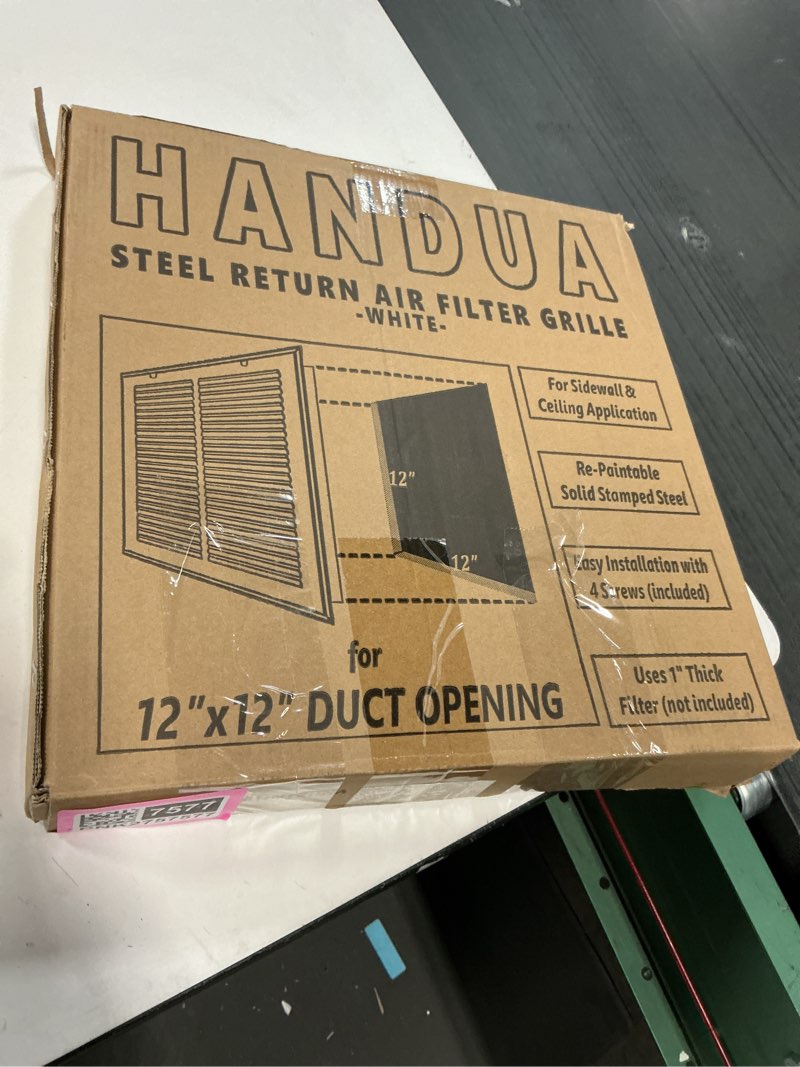 HANDUA
STEEL RETURN AIR FILTER GRILLE
-WHITE-
12"
12"
for
12"x12" DUCT OPENING
For Sidewall &
Ceiling Application
Re-Paintable
Solid Stamped Steel
Easy Installation with
4 Screws (included)
Uses 1" Thick
Filter (not included)
7577